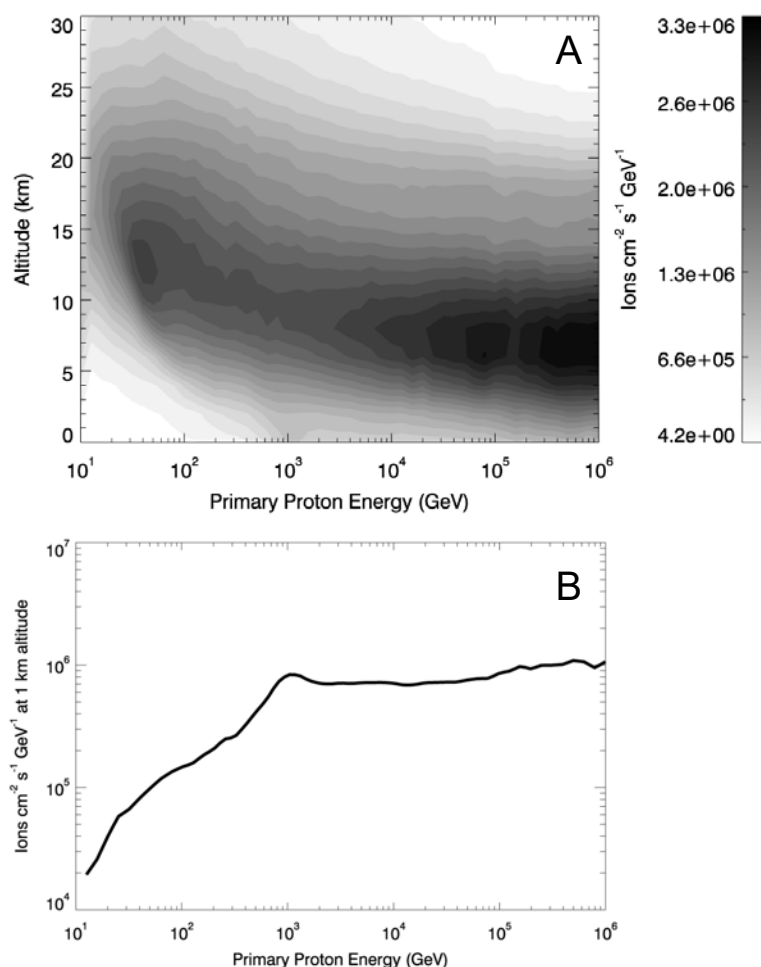 A
30
25
20
15
10
5
0
Altitude (km)
10¹ 10² 10³ 10⁴ 10⁵ 10⁶
Primary Proton Energy (GeV)
3.3e+06
2.6e+06
2.0e+06
1.3e+06
6.6e+05
4.2e+00
Ions cm⁻² s⁻¹ GeV⁻¹
B
10⁷
10⁶
10⁵
10⁴
Ions cm⁻² s⁻¹ GeV⁻¹ at 1 km altitude
10¹ 10² 10³ 10⁴ 10⁵ 10⁶
Primary Proton Energy (GeV)